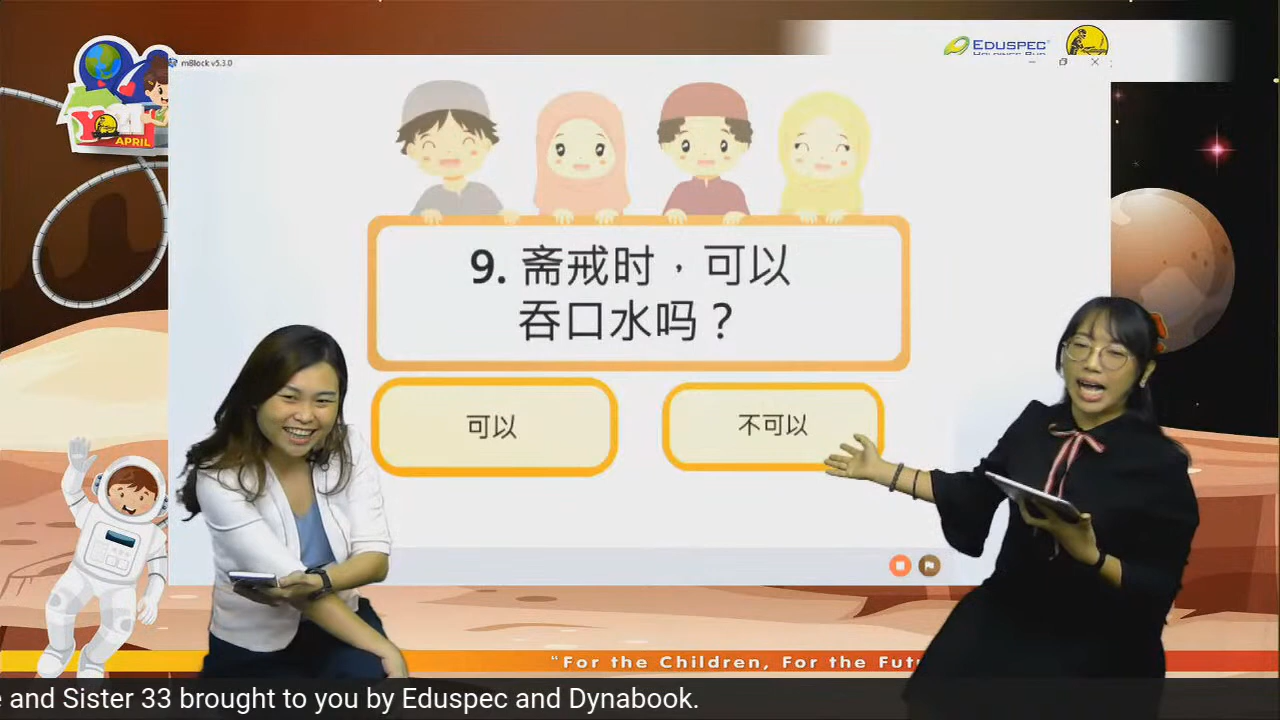 EDUSPEC
mBlock v5.3.0
APRIL
9. 斋戒时，可以
吞口水吗？
可以
不可以
"For the Children, For the Fut
e and Sister 33 brought to you by Eduspec and Dynabook.